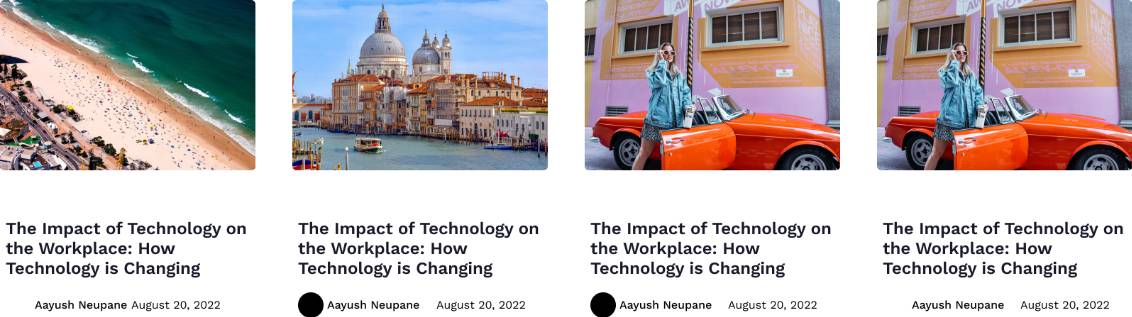 The Impact of Technology on
the Workplace: How
Technology is Changing
Aayush Neupane August 20, 2022
The Impact of Technology on
the Workplace: How
Technology is Changing
Aayush Neupane August 20, 2022
The Impact of Technology on
the Workplace: How
Technology is Changing
Aayush Neupane August 20, 2022
The Impact of Technology on
the Workplace: How
Technology is Changing
Aayush Neupane August 20, 2022